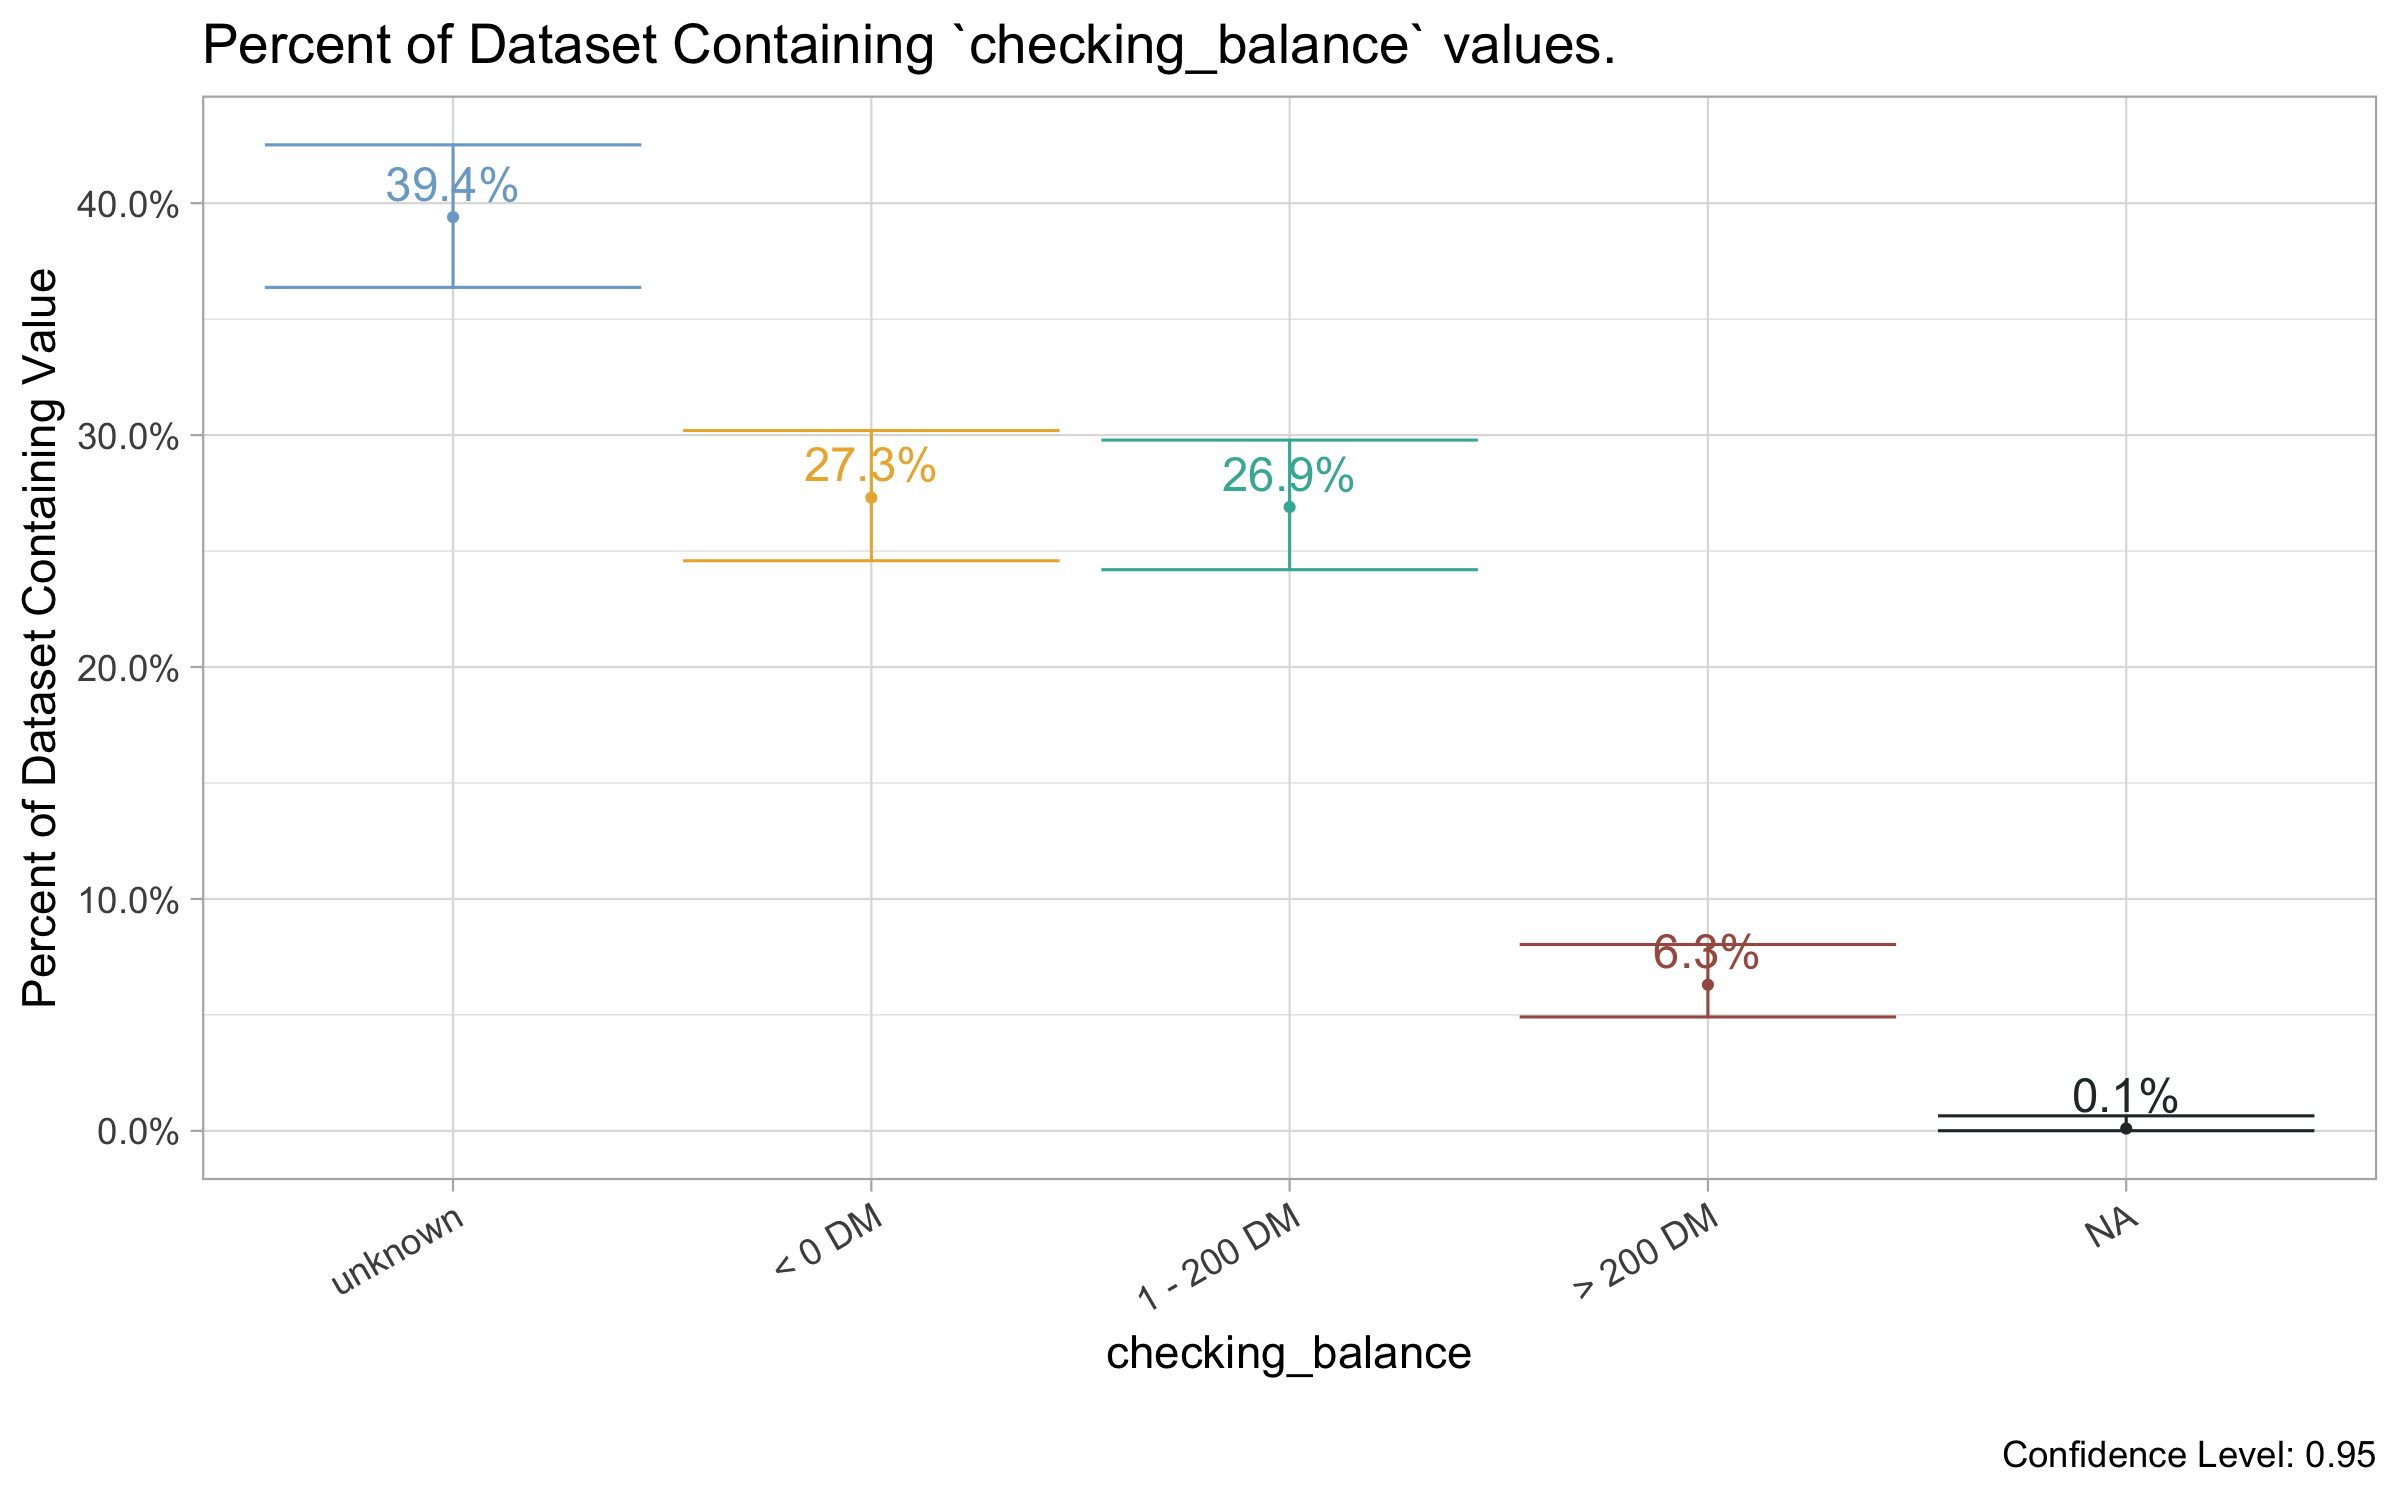 Percent of Dataset Containing `checking_balance` values.
Percent of Dataset Containing Value
40.0%
30.0%
20.0%
10.0%
0.0%
39.4%
27.3%
26.9%
6.3%
0.1%
unknown
< 0 DM
1 - 200 DM
> 200 DM
NA
checking_balance
Confidence Level: 0.95